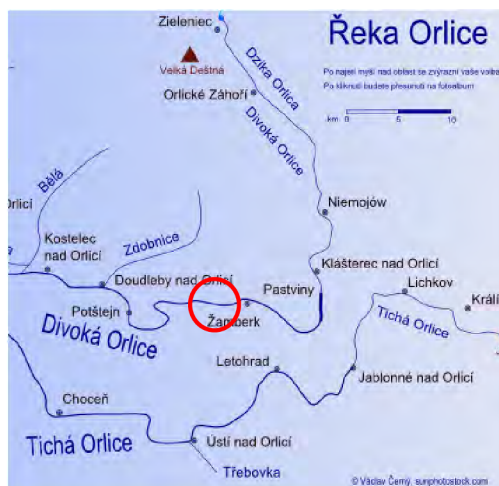 Řeka Orlice
Zieleniec
Velká Deštná
Dzika Orlica
Po najetí myší nad oblast se zvýrazní vaše volba
Po kliknutí budete přesunuti na fotoalbum
Orlické Záhoří
Divoká Orlice
km 0 5 10
Bělá
Orlicí
Niemojów
Zdobnice
Kostelec
nad Orlicí
Klášterec nad Orlicí
Doudleby nad Orlicí
Pastviny
Lichkov
Králí
Potštejn
Žamberk
Tichá Orlice
Divoká Orlice
Letohrad
Jablonné nad Orlicí
Choceň
Tichá Orlice
Ústí nad Orlicí
Třebovka
© Václav Černý, sunphotostock.com